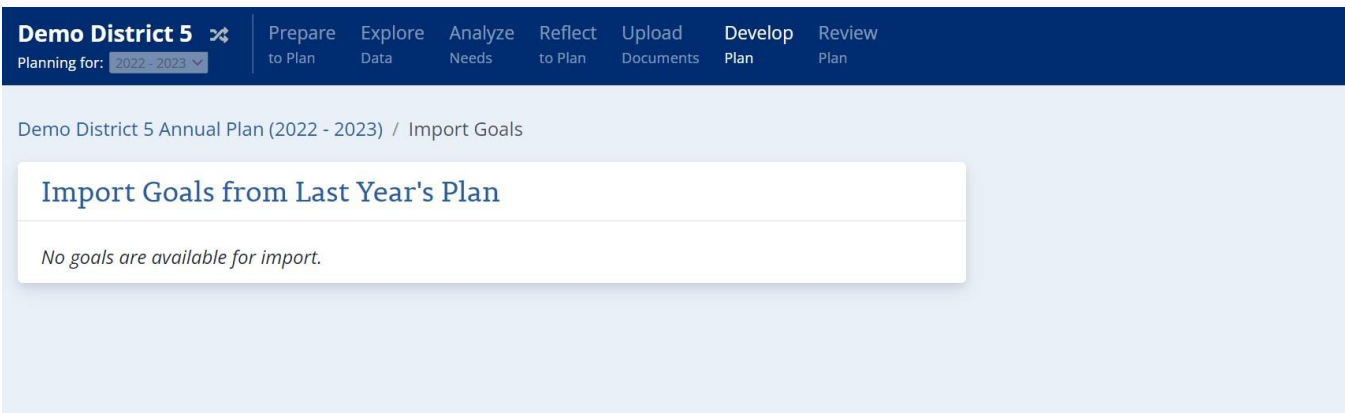 Demo District 5
Planning for: 2022 - 2023
Prepare to Plan
Explore Data
Analyze Needs
Reflect to Plan
Upload Documents
Develop Plan
Review Plan
Demo District 5 Annual Plan (2022 - 2023) / Import Goals
Import Goals from Last Year's Plan
No goals are available for import.